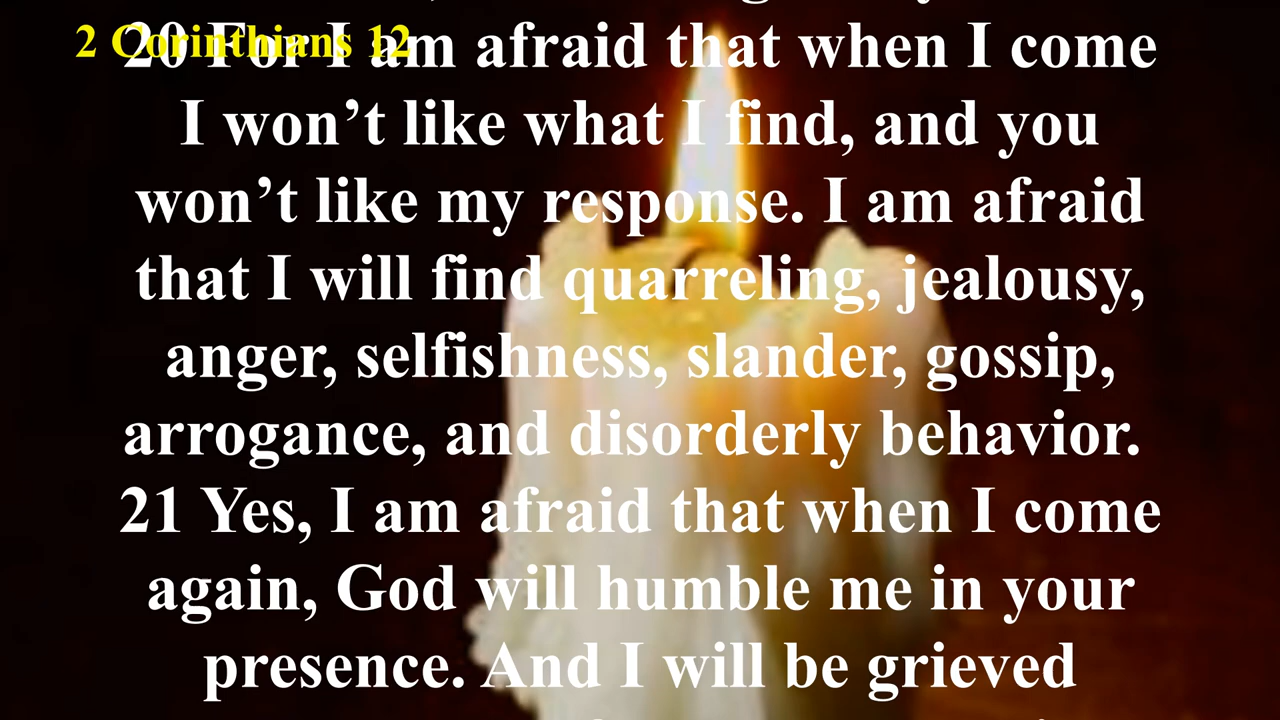 2 Corinthians 12
20 For I am afraid that when I come
I won’t like what I find, and you
won’t like my response. I am afraid
that I will find quarreling, jealousy,
anger, selfishness, slander, gossip,
arrogance, and disorderly behavior.
21 Yes, I am afraid that when I come
again, God will humble me in your
presence. And I will be grieved